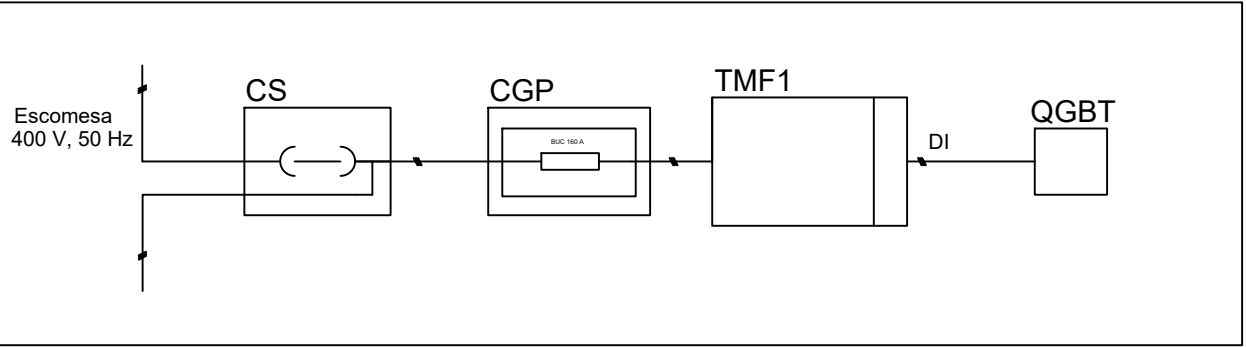 Escomesa
400 V, 50 Hz
CS
CGP
BUC 160 A
TMF1
DI
QGBT